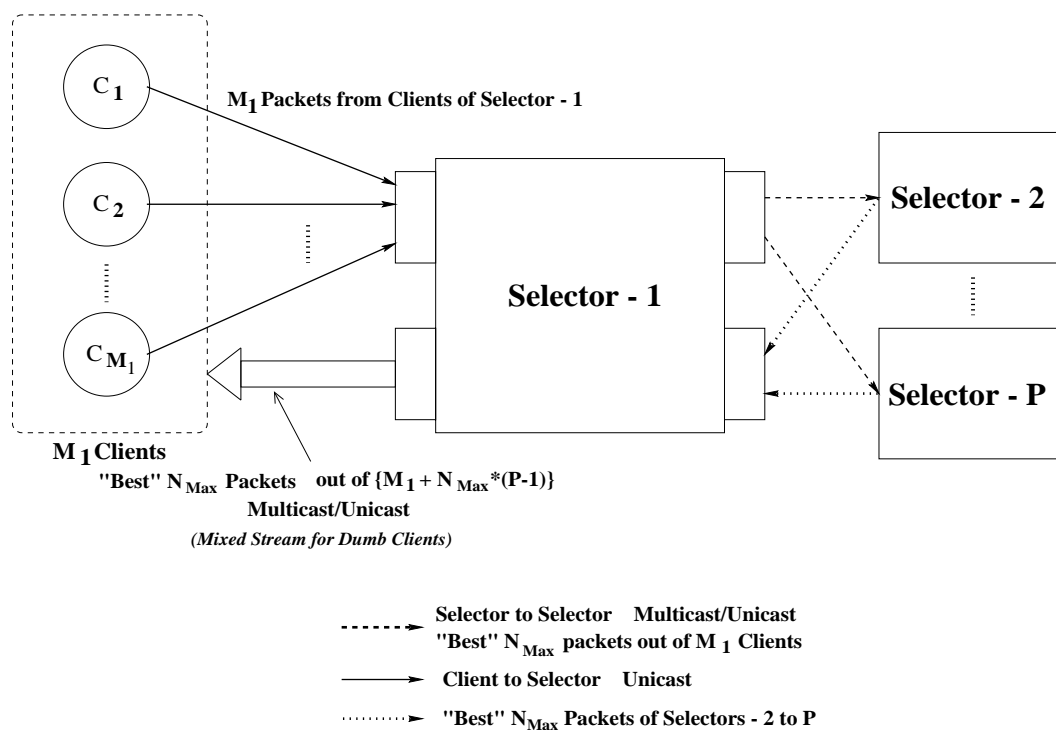 C1
M1 Packets from Clients of Selector - 1
C2
Selector - 2
Selector - 1
CM1
Selector - P
M1 Clients
"Best" NMax Packets out of {M1 + NMax*(P-1)}
Multicast/Unicast
(Mixed Stream for Dumb Clients)
Selector to Selector Multicast/Unicast
"Best" NMax packets out of M1 Clients
Client to Selector Unicast
"Best" NMax Packets of Selectors - 2 to P